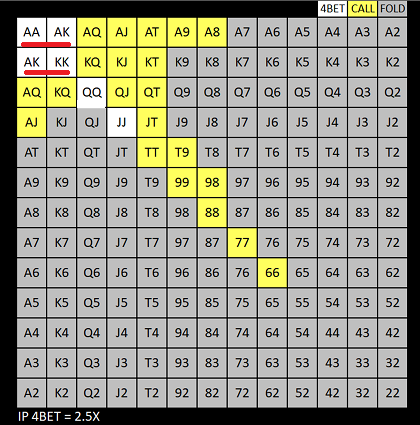 4BET CALL FOLD
AA AK AQ AJ AT A9 A8 A7 A6 A5 A4 A3 A2
AK KK KQ KJ KT K9 K8 K7 K6 K5 K4 K3 K2
AQ KQ QQ QJ QT Q9 Q8 Q7 Q6 Q5 Q4 Q3 Q2
AJ KJ QJ JJ JT J9 J8 J7 J6 J5 J4 J3 J2
AT KT QT JT TT T9 T8 T7 T6 T5 T4 T3 T2
A9 K9 Q9 J9 T9 99 98 97 96 95 94 93 92
A8 K8 Q8 J8 T8 98 88 87 86 85 84 83 82
A7 K7 Q7 J7 T7 97 87 77 76 75 74 73 72
A6 K6 Q6 J6 T6 96 86 76 66 65 64 63 62
A5 K5 Q5 J5 T5 95 85 75 65 55 54 53 52
A4 K4 Q4 J4 T4 94 84 74 64 54 44 43 42
A3 K3 Q3 J3 T3 93 83 73 63 53 43 33 32
A2 K2 Q2 J2 T2 92 82 72 62 52 42 32 22
IP 4BET = 2.5X